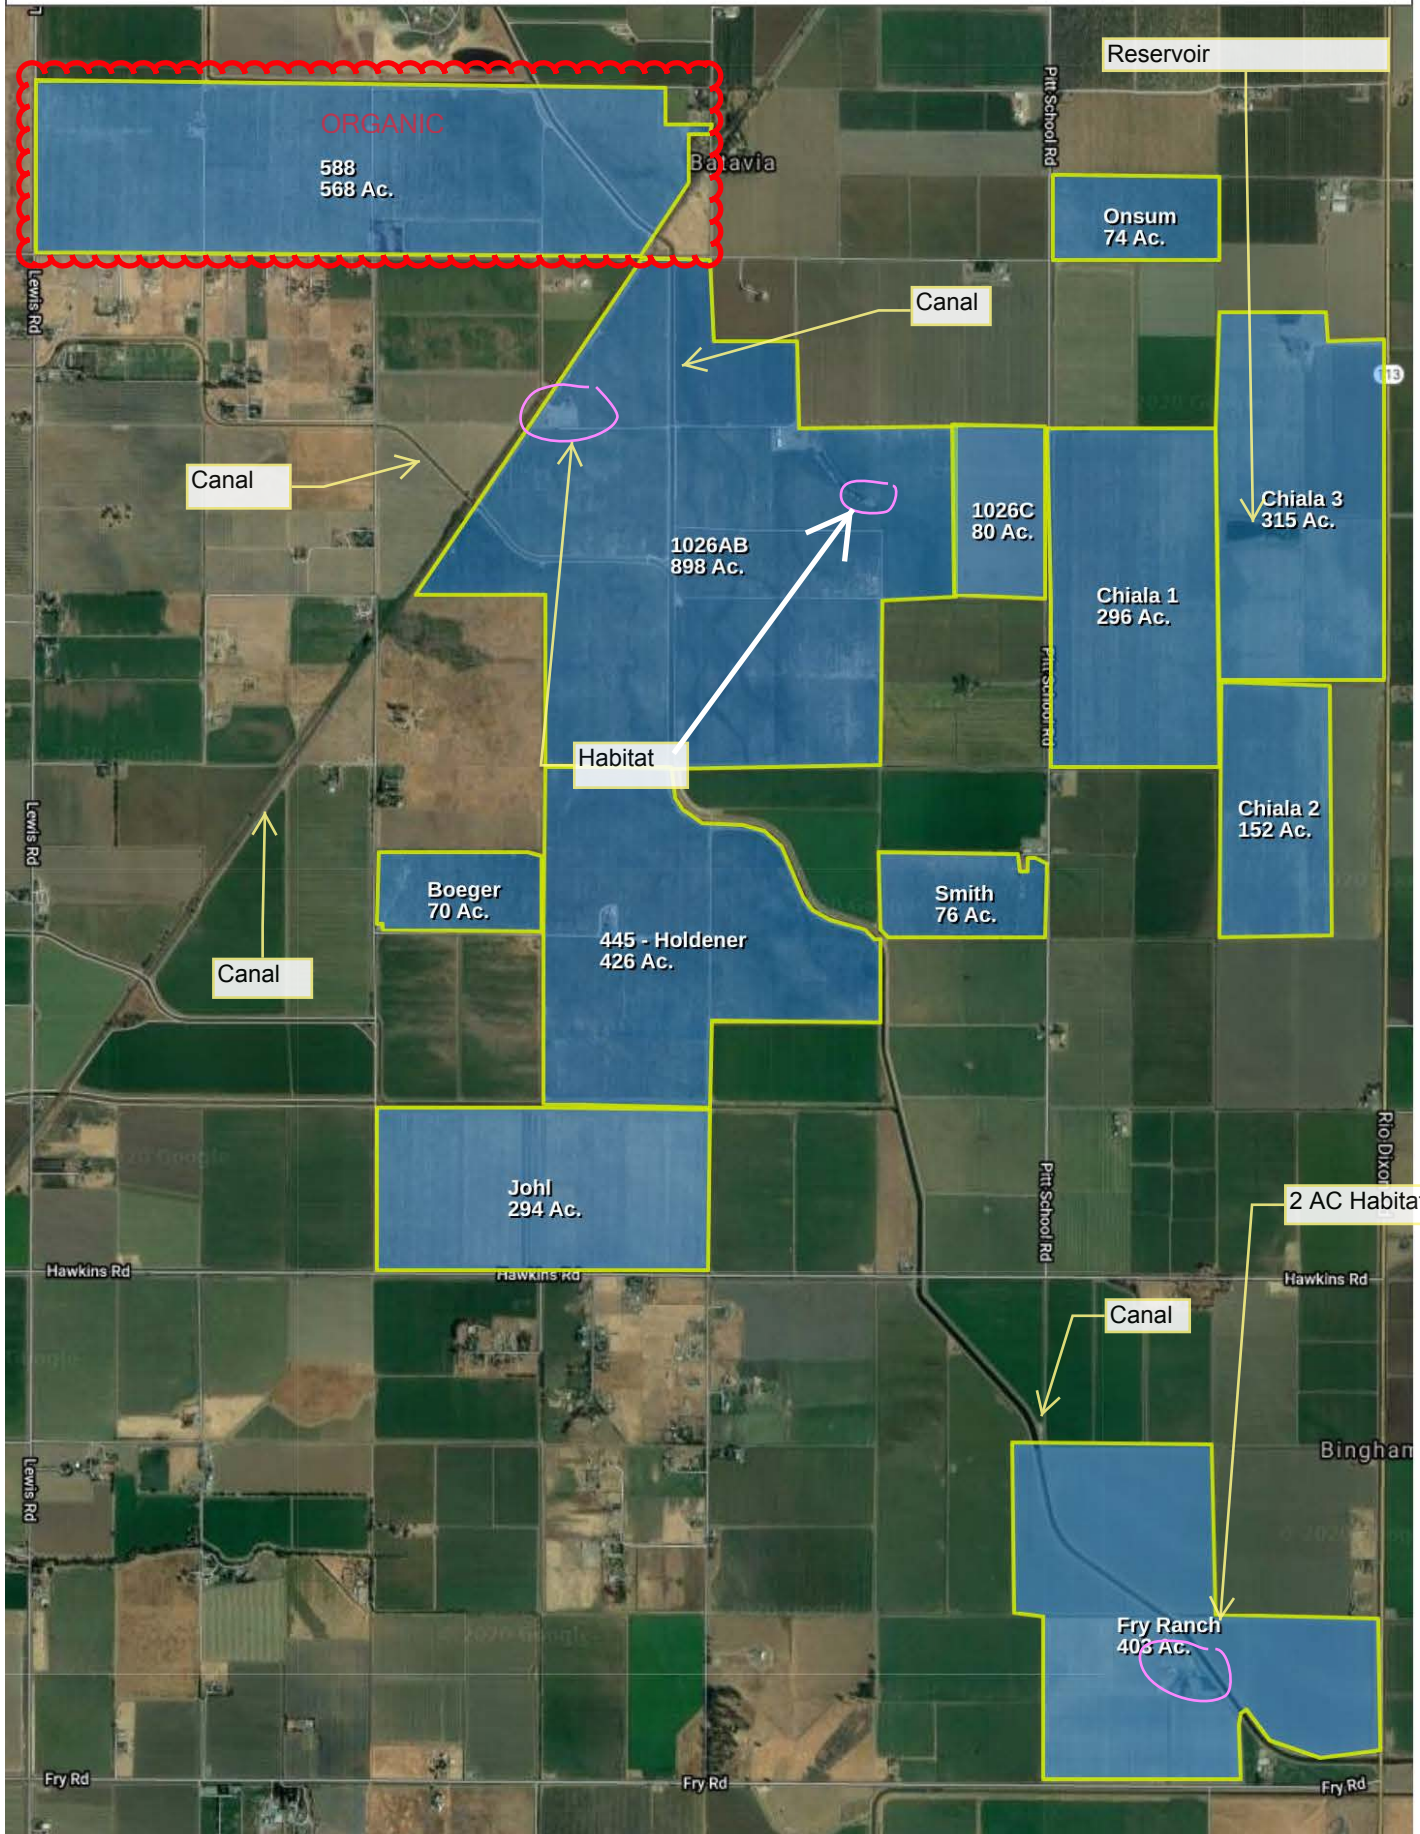 Reservoir
Pitt School Rd
ORGANIC
588
568 Ac.
Batavia
Onsum
74 Ac.
Lewis Rd
Canal
113
Canal
Chiala 3
315 Ac.
1026C
80 Ac.
1026AB
898 Ac.
Chiala 1
296 Ac.
Pitt School Rd
Habitat
Lewis Rd
Chiala 2
152 Ac.
Boeger
70 Ac.
Smith
76 Ac.
445 - Holdener
426 Ac.
Canal
Rio Dixon
Johl
294 Ac.
Pitt School Rd
2 AC Habitat
Hawkins Rd
Hawkins Rd
Hawkins Rd
Canal
Bingham
Lewis Rd
Fry Ranch
403 Ac.
Fry Rd
Fry Rd
Fry Rd